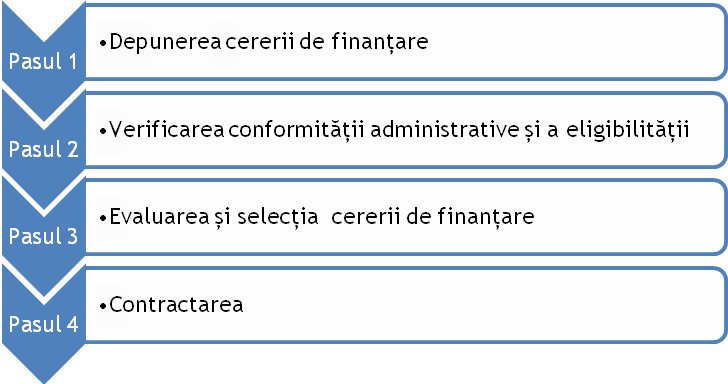 Pasul 1
•Depunerea cererii de finanțare
Pasul 2
•Verificarea conformității administrative și a eligibilității
Pasul 3
•Evaluarea și selecția cererii de finanțare
Pasul 4
•Contractarea